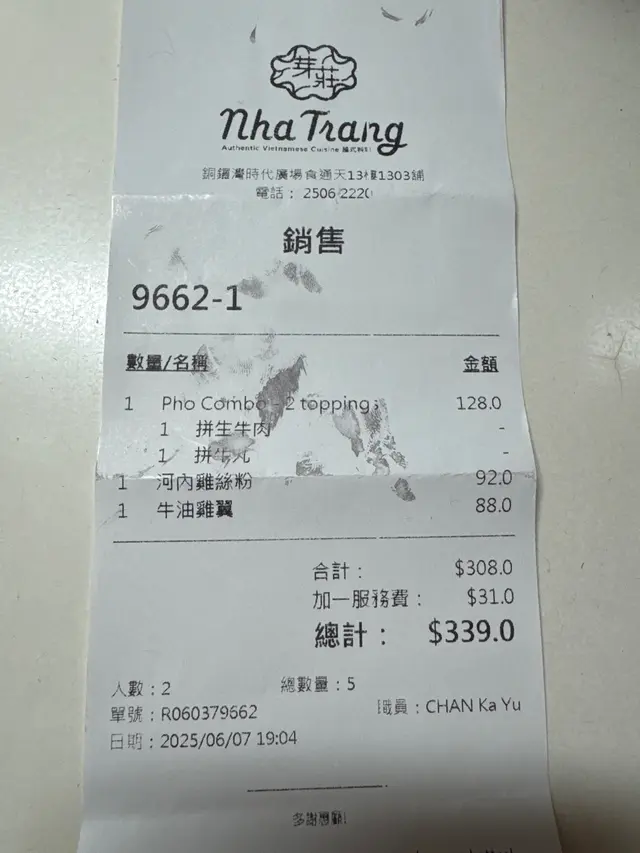 芽莊
Nha Trang
Authentic Vietnamese Cuisine 越式料理
銅鑼灣時代廣場食通天13樓1303舖
電話： 2506 2220
銷售
9662-1
數量/名稱 金額
1 Pho Combo - 2 toppings 128.0
1 拼生牛肉 -
1 拼牛丸 -
1 河內雞絲粉 92.0
1 牛油雞翼 88.0
合計： $308.0
加一服務費： $31.0
總計： $339.0
人數：2 總數量：5
單號：R060379662 職員：CHAN Ka Yu
日期：2025/06/07 19:04
多謝惠顧!